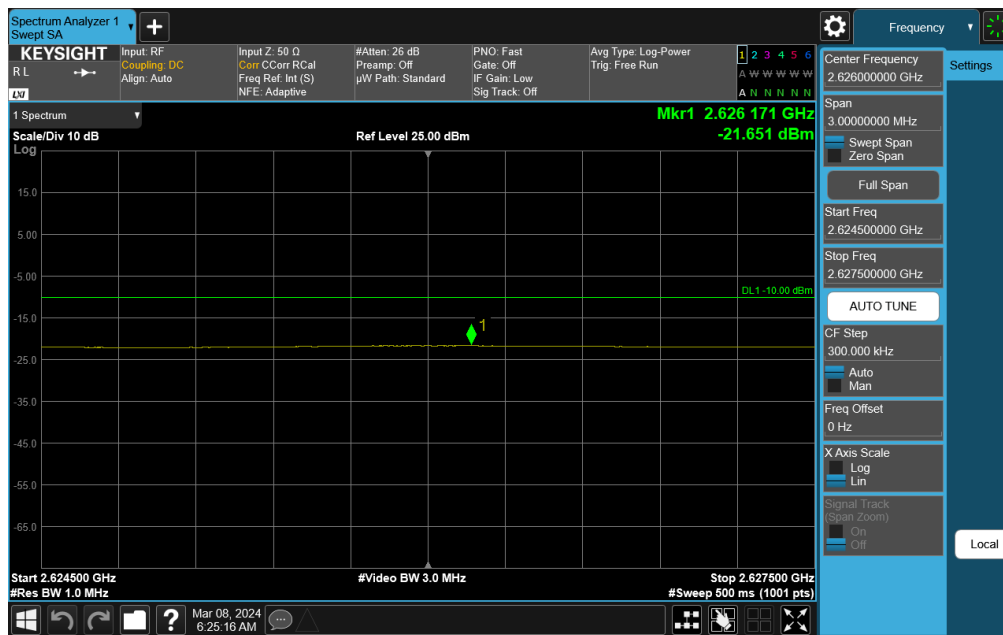 Spectrum Analyzer 1
Swept SA
+
Frequency
KEYSIGHT
R L
LXI
Input: RF
Coupling: DC
Align: Auto
Input Z: 50 Ω
Corr CCorr RCal
Freq Ref: Int (S)
NFE: Adaptive
#Atten: 26 dB
Preamp: Off
µW Path: Standard
PNO: Fast
Gate: Off
IF Gain: Low
Sig Track: Off
Avg Type: Log-Power
Trig: Free Run
1 2 3 4 5 6
A W W W W W
A N N N N N
1 Spectrum
Scale/Div 10 dB
Log
Ref Level 25.00 dBm
Mkr1 2.626 171 GHz
-21.651 dBm
15.0
5.00
-5.00
DL1 -10.00 dBm
-15.0
1
-25.0
-35.0
-45.0
-55.0
-65.0
Start 2.624500 GHz
#Video BW 3.0 MHz
Stop 2.627500 GHz
#Res BW 1.0 MHz
#Sweep 500 ms (1001 pts)
Center Frequency
2.626000000 GHz
Settings
Span
3.00000000 MHz
Swept Span
Zero Span
Full Span
Start Freq
2.624500000 GHz
Stop Freq
2.627500000 GHz
AUTO TUNE
CF Step
300.000 kHz
Auto
Man
Freq Offset
0 Hz
X Axis Scale
Log
Lin
Signal Track
(Span Zoom)
On
Off
Local
?
Mar 08, 2024
6:25:16 AM